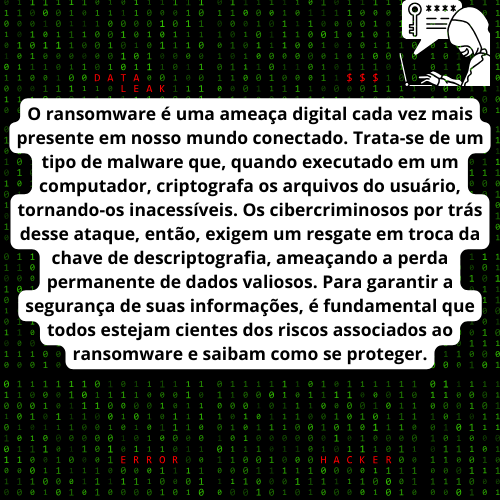 ****
DATA $$$
LEAK
O ransomware é uma ameaça digital cada vez mais
presente em nosso mundo conectado. Trata-se de um
tipo de malware que, quando executado em um
computador, criptografa os arquivos do usuário,
tornando-os inacessíveis. Os cibercriminosos por trás
desse ataque, então, exigem um resgate em troca da
chave de descriptografia, ameaçando a perda
permanente de dados valiosos. Para garantir a
segurança de suas informações, é fundamental que
todos estejam cientes dos riscos associados ao
ransomware e saibam como se proteger.
ERROR HACKER